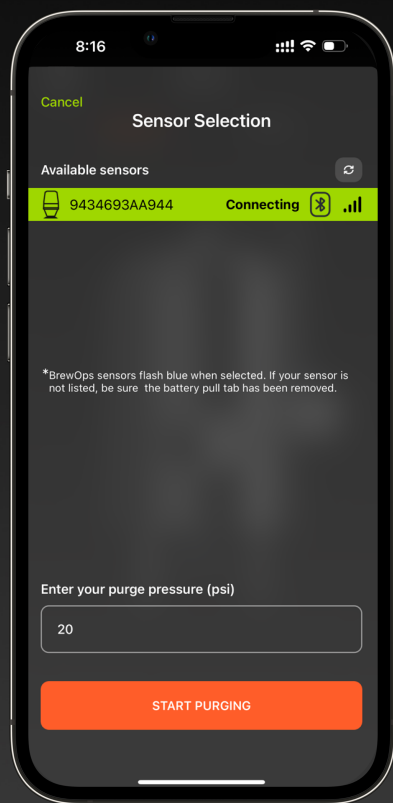 8:16
Cancel
Sensor Selection
Available sensors
9434693AA944 Connecting
*BrewOps sensors flash blue when selected. If your sensor is
not listed, be sure the battery pull tab has been removed.
Enter your purge pressure (psi)
20
START PURGING